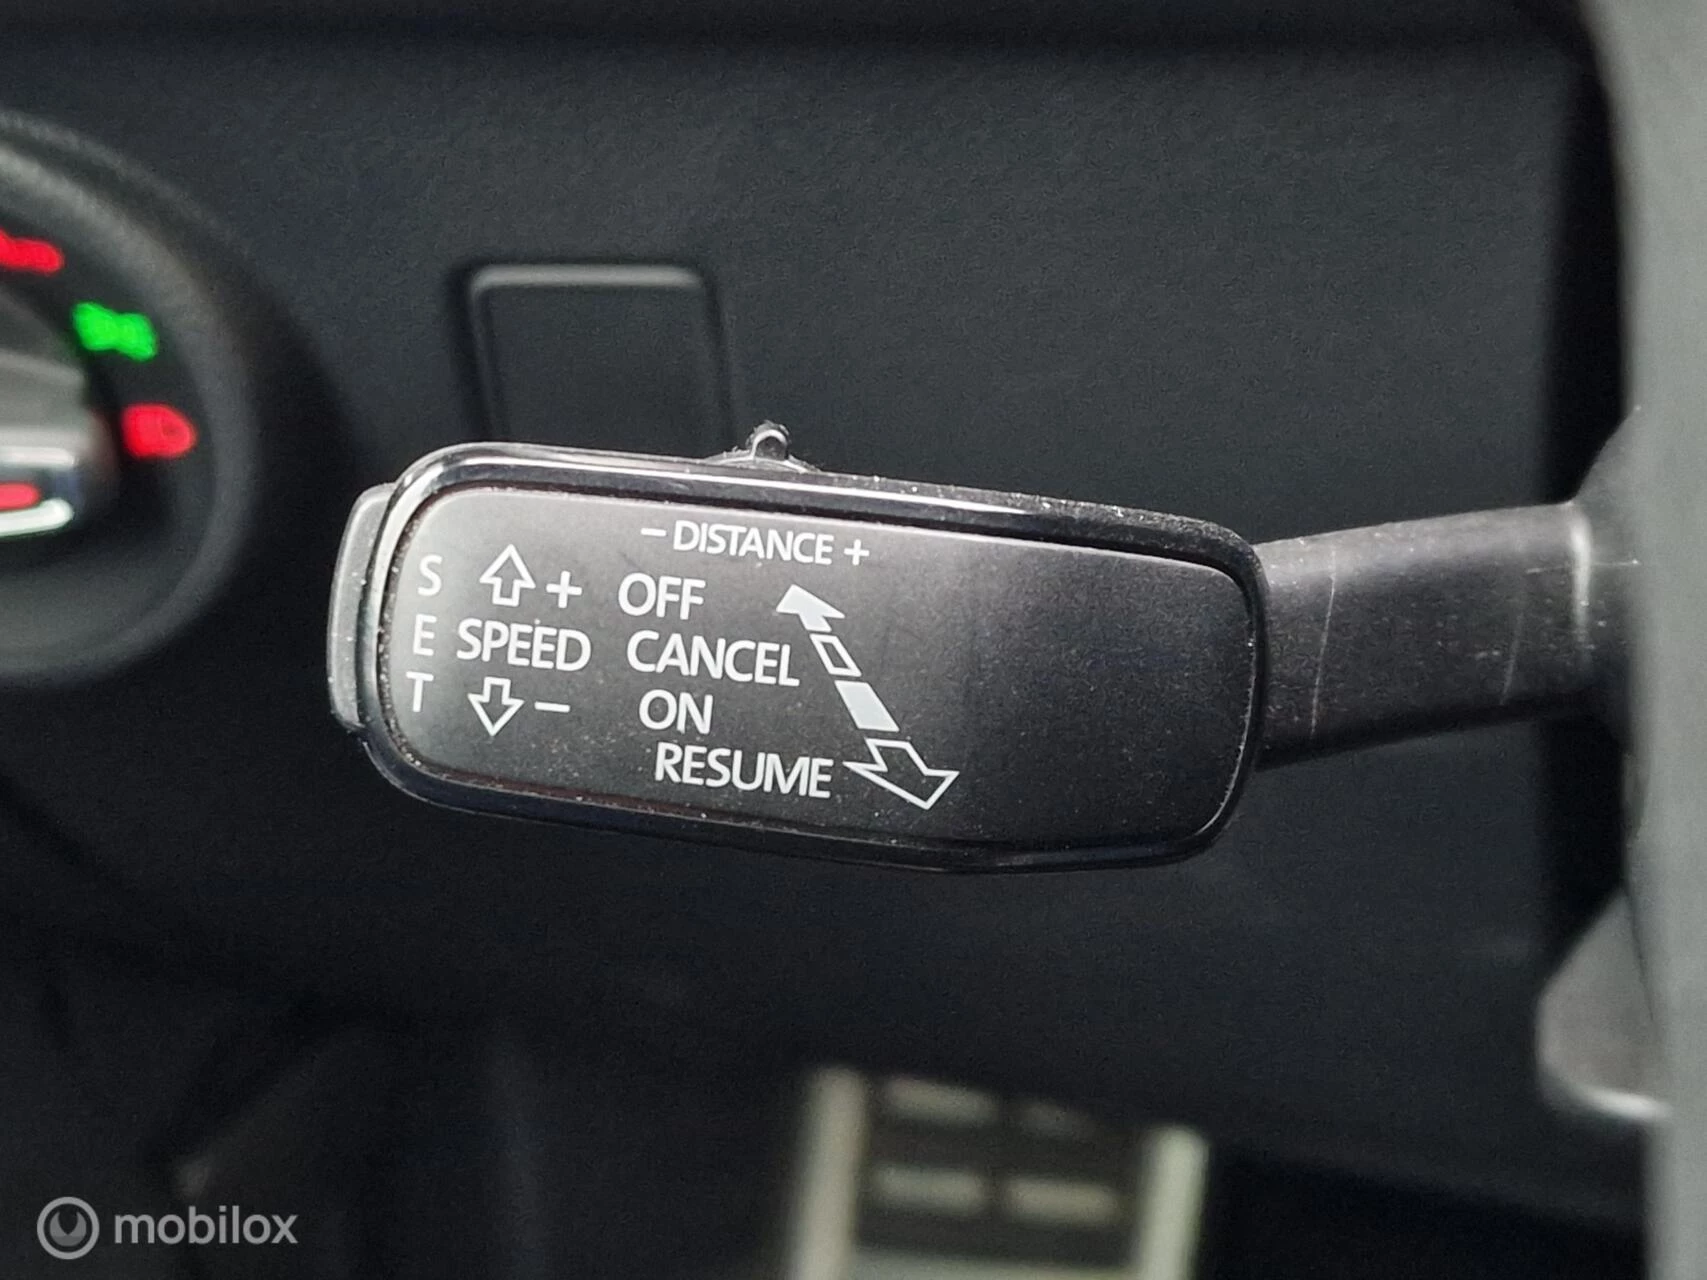 – DISTANCE +
S + OFF
E SPEED CANCEL
T – ON
RESUME
mobilox